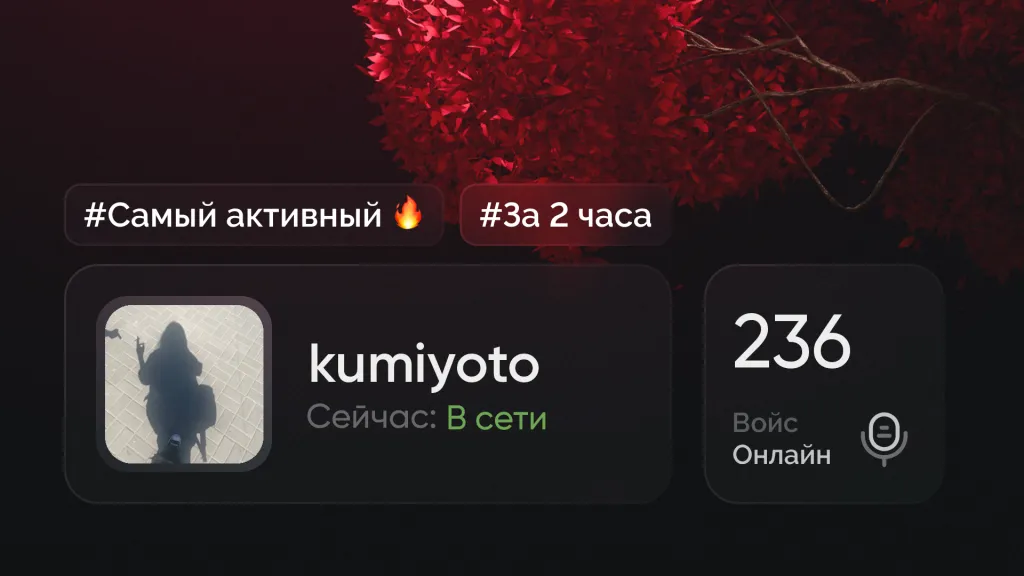 #Самый активный 🔥
#За 2 часа
kumiyoto
Сейчас: В сети
236
Войс
Онлайн